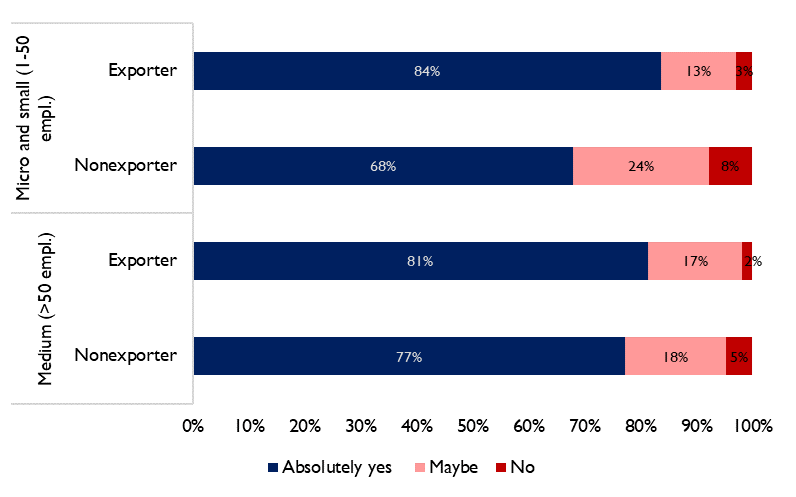 Micro and small (1-50
empl.)
Exporter
84%
13%
3%
Nonexporter
68%
24%
8%
Medium (>50 empl.)
Exporter
81%
17%
2%
Nonexporter
77%
18%
5%
0% 10% 20% 30% 40% 50% 60% 70% 80% 90% 100%
Absolutely yes Maybe No